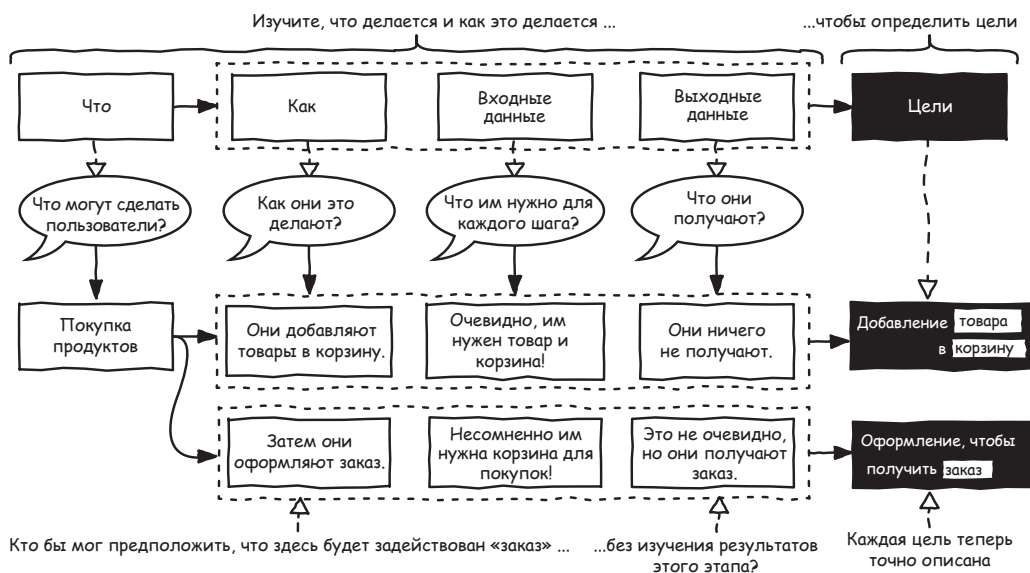 Изучите, что делается и как это делается ...
...чтобы определить цели
Что
Как
Входные
данные
Выходные
данные
Цели
Что могут сделать
пользователи?
Как они это
делают?
Что им нужно для
каждого шага?
Что они
получают?
Покупка
продуктов
Они добавляют
товары в корзину.
Очевидно, им
нужен товар и
корзина!
Они ничего
не получают.
Добавление товара
в корзину
Затем они
оформляют заказ.
Несомненно им
нужна корзина для
покупок!
Это не очевидно,
но они получают
заказ.
Оформление, чтобы
получить заказ
Кто бы мог предположить, что здесь будет задействован «заказ» ...
...без изучения результатов
этого этапа?
Каждая цель теперь
точно описана